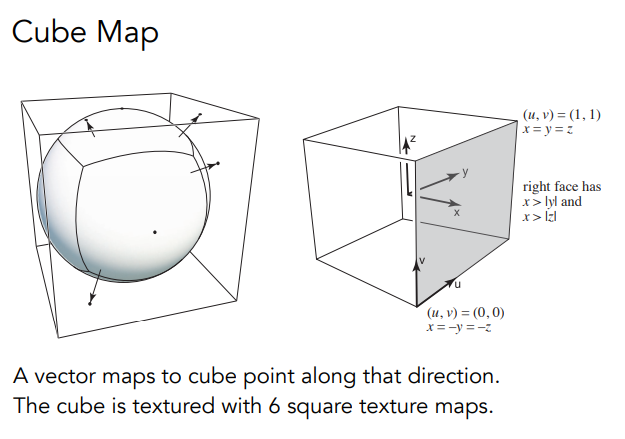 Cube Map
(u, v) = (1, 1)
x = y = z
z
y
x
right face has
x > |y| and
x > |z|
v
u
(u, v) = (0, 0)
x = −y = −z
A vector maps to cube point along that direction.
The cube is textured with 6 square texture maps.